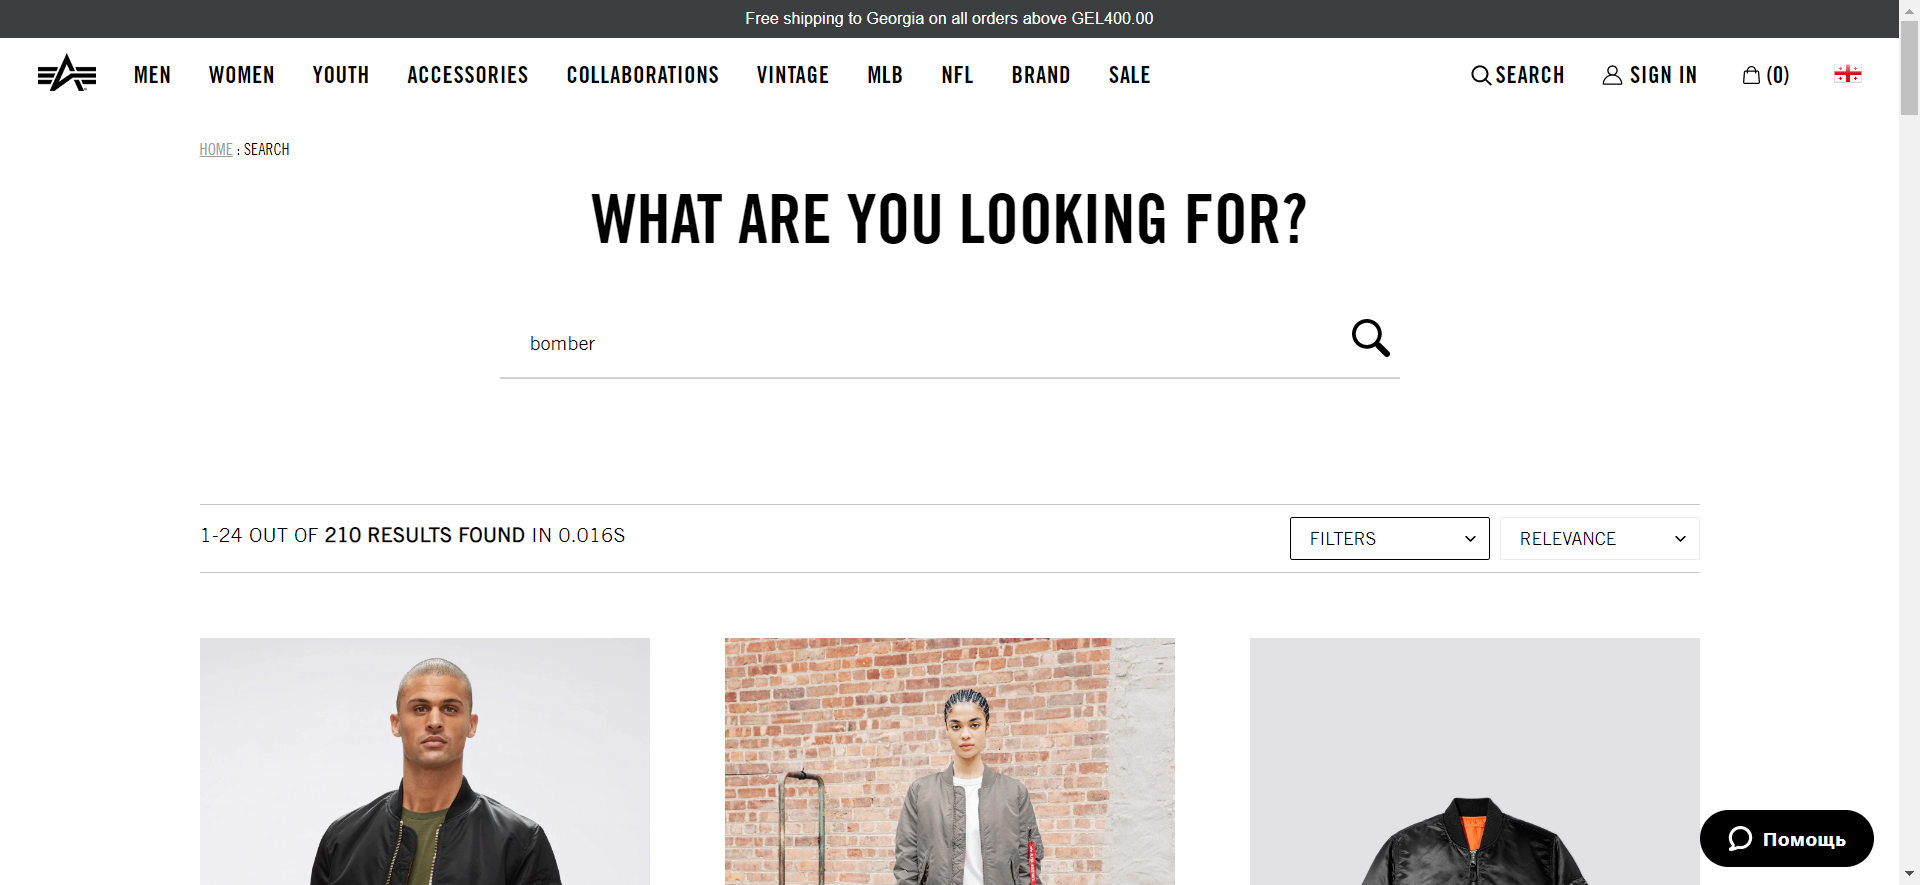 Free shipping to Georgia on all orders above GEL400.00
MEN WOMEN YOUTH ACCESSORIES COLLABORATIONS VINTAGE MLB NFL BRAND SALE SEARCH SIGN IN (0)
HOME : SEARCH
WHAT ARE YOU LOOKING FOR?
bomber
1-24 OUT OF 210 RESULTS FOUND IN 0.016S
FILTERS
RELEVANCE
Помощь